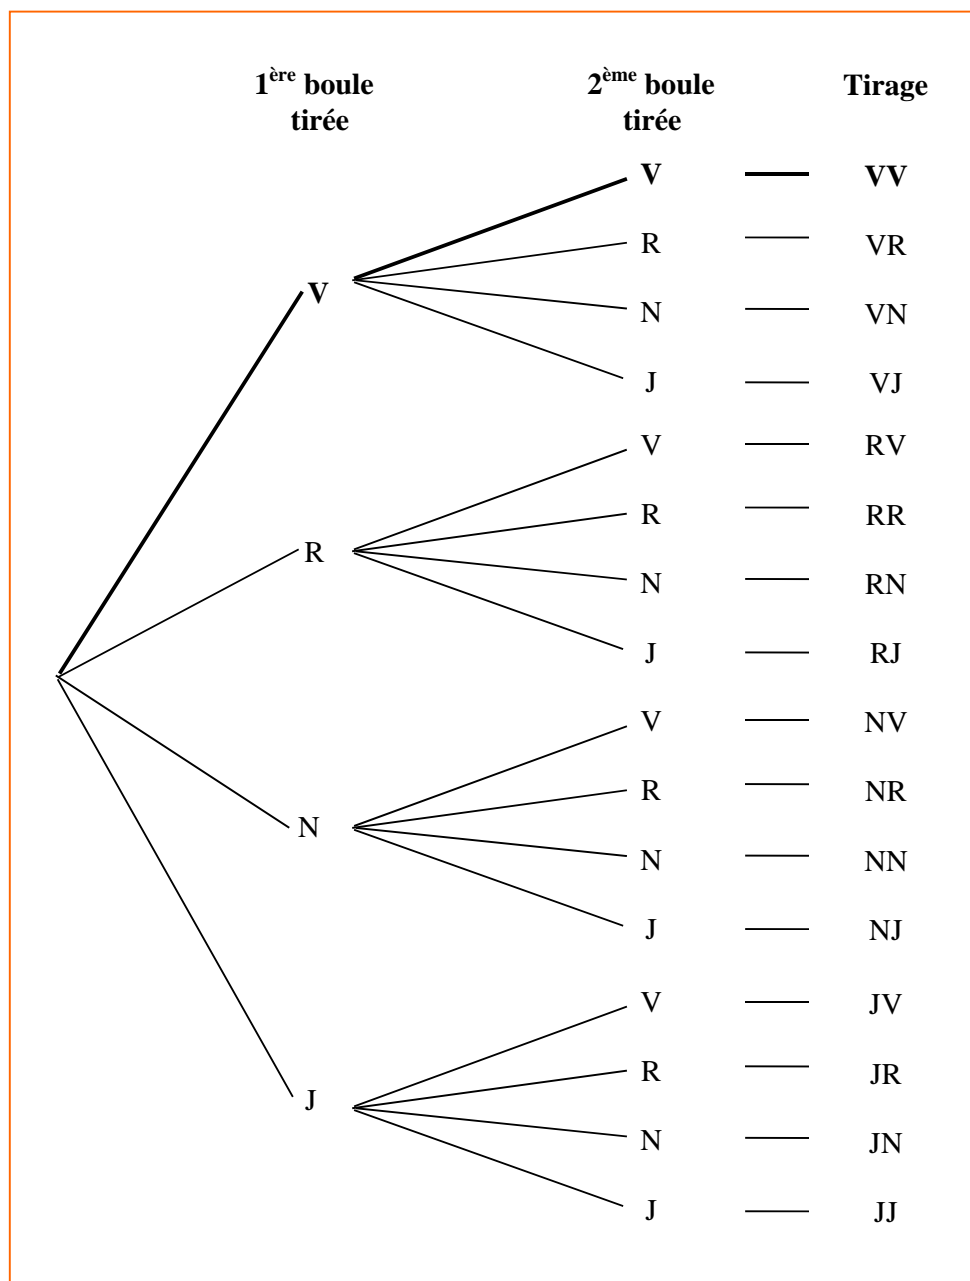 1ère boule tirée
2ème boule tirée
Tirage
V VV
R VR
V
N VN
J VJ
V RV
R RR
R
N RN
J RJ
V NV
R NR
N
N NN
J NJ
V JV
R JR
J
N JN
J JJ